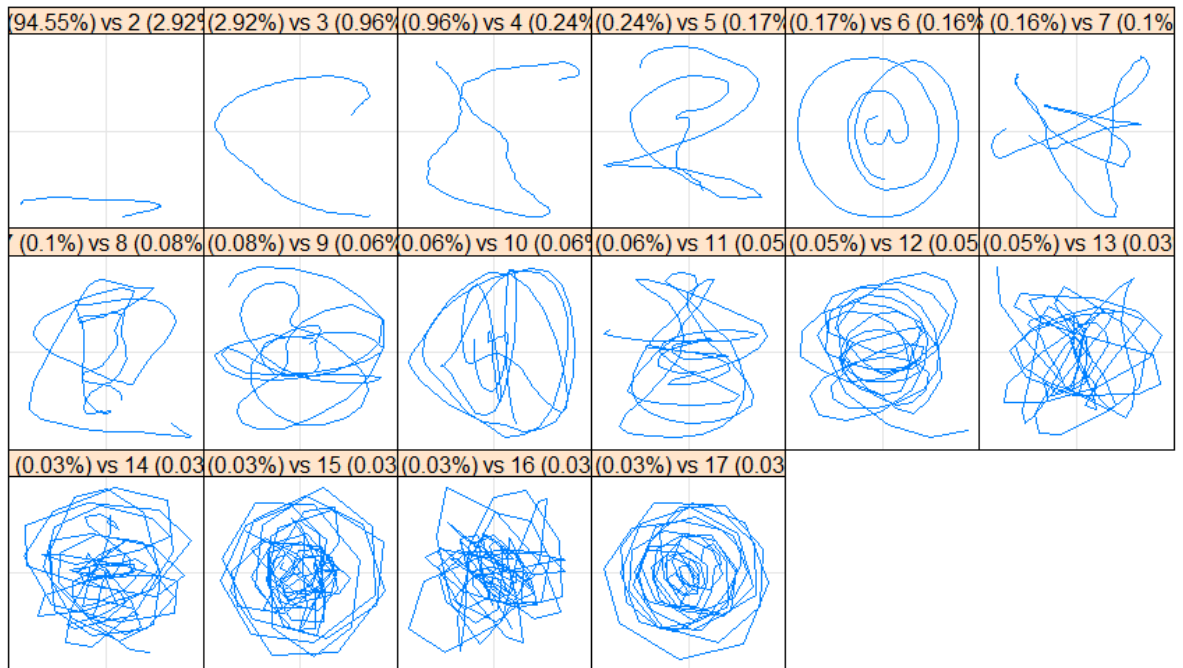 (94.55%) vs 2 (2.92%
(2.92%) vs 3 (0.96%
(0.96%) vs 4 (0.24%
(0.24%) vs 5 (0.17%
(0.17%) vs 6 (0.16%
(0.16%) vs 7 (0.1%
(0.1%) vs 8 (0.08%
(0.08%) vs 9 (0.06%
(0.06%) vs 10 (0.06%
(0.06%) vs 11 (0.05
(0.05%) vs 12 (0.05
(0.05%) vs 13 (0.03
(0.03%) vs 14 (0.03
(0.03%) vs 15 (0.03
(0.03%) vs 16 (0.03
(0.03%) vs 17 (0.03